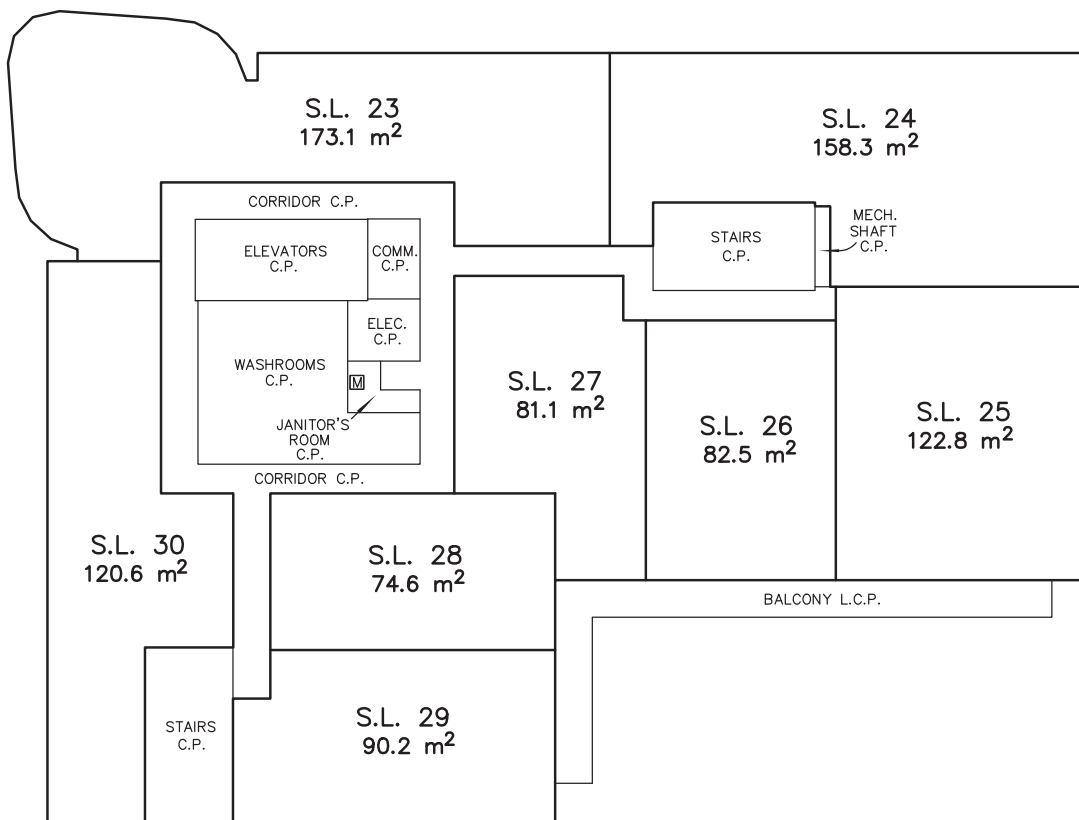 S.L. 23
173.1 m²
S.L. 24
158.3 m²
CORRIDOR C.P.
ELEVATORS
C.P.
COMM.
C.P.
STAIRS
C.P.
MECH.
SHAFT
C.P.
ELEC.
C.P.
WASHROOMS
C.P.
M
JANITOR'S
ROOM
C.P.
CORRIDOR C.P.
S.L. 27
81.1 m²
S.L. 26
82.5 m²
S.L. 25
122.8 m²
S.L. 30
120.6 m²
S.L. 28
74.6 m²
BALCONY L.C.P.
STAIRS
C.P.
S.L. 29
90.2 m²